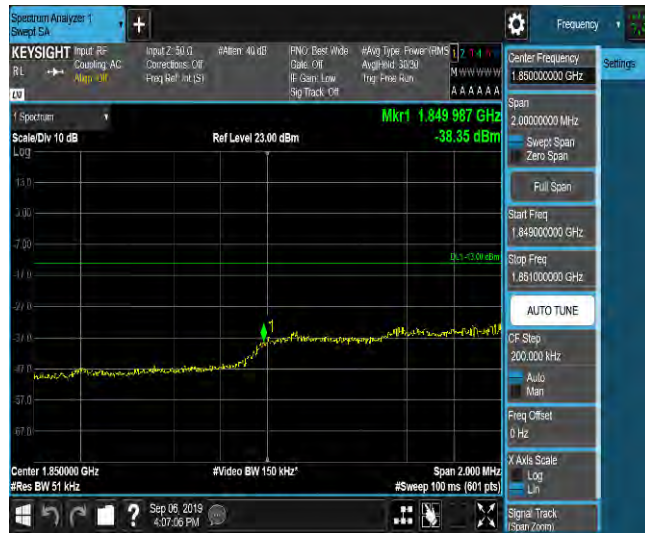 Spectrum Analyzer 1
Swept SA
+
Frequency
KEYSIGHT
Input: RF
Coupling: AC
Align: Off
RL
Input Z: 50 Ω
Corrections: Off
Freq Ref: Int (S)
#Atten: 40 dB
PNO: Best Wide
Gate: Off
IF Gain: Low
Sig Track: Off
#Avg Type: Power (RMS
Avg|Hold: 30/30
Trig: Free Run
M W W W W W
A A A A A A
LXI
1 Spectrum
Scale/Div 10 dB
Ref Level 23.00 dBm
Mkr1 1.849 987 GHz
-38.35 dBm
Log
13.0
3.00
-7.00
DL1 -13.00 dBm
-17.0
-27.0
1
-37.0
-47.0
-57.0
-67.0
Center 1.850000 GHz
#Video BW 150 kHz*
Span 2.000 MHz
#Res BW 51 kHz
#Sweep 100 ms (601 pts)
Center Frequency
1.850000000 GHz
Settings
Span
2.00000000 MHz
Swept Span
Zero Span
Full Span
Start Freq
1.849000000 GHz
Stop Freq
1.851000000 GHz
AUTO TUNE
CF Step
200.000 kHz
Auto
Man
Freq Offset
0 Hz
X Axis Scale
Log
Lin
Signal Track
(Span Zoom)
?
Sep 06, 2019
4:07:06 PM